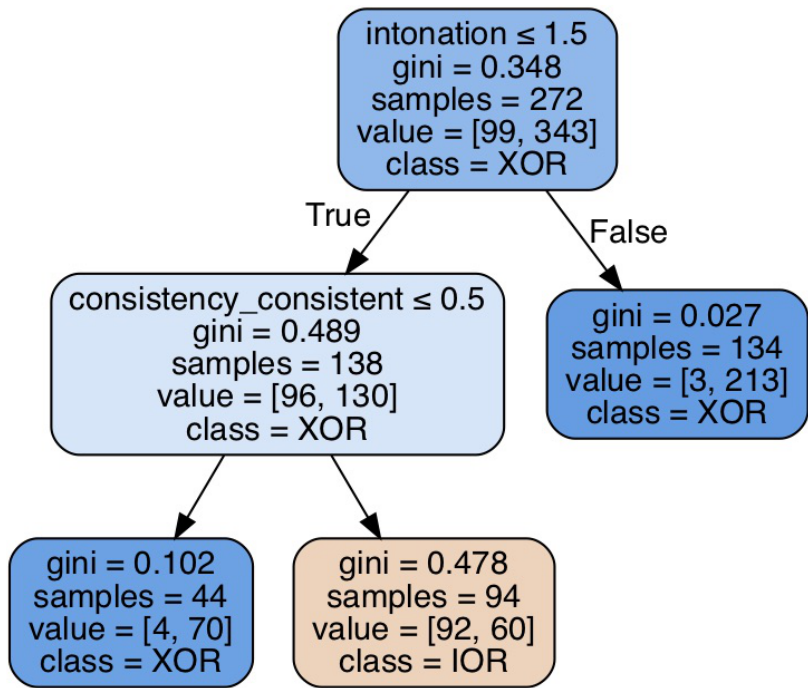 intonation ≤ 1.5
gini = 0.348
samples = 272
value = [99, 343]
class = XOR
True
False
consistency_consistent ≤ 0.5
gini = 0.489
samples = 138
value = [96, 130]
class = XOR
gini = 0.027
samples = 134
value = [3, 213]
class = XOR
gini = 0.102
samples = 44
value = [4, 70]
class = XOR
gini = 0.478
samples = 94
value = [92, 60]
class = IOR